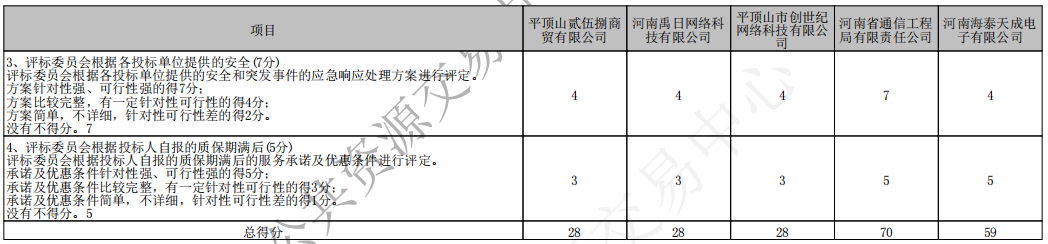 项目
平顶山贰伍捌商
贸有限公司
河南禹日网络科
技有限公司
平顶山市创世纪
网络科技有限公
司
河南省通信工程
局有限责任公司
河南海泰天成电
子有限公司
3、评标委员会根据各投标单位提供的安全(7分)
评标委员会根据各投标单位提供的安全和突发事件的应急响应处理方案进行评定。
方案针对性强、可行性强的得7分;
方案比较完整，有一定针对性可行性的得4分;
方案简单，不详细，针对性可行性差的得2分。
没有不得分。7
4 4 4 7 4
4、评标委员会根据投标人自报的质保期满后(5分)
评标委员会根据投标人自报的质保期满后的服务承诺及优惠条件进行评定。
承诺及优惠条件针对性强、可行性强的得5分;
承诺及优惠条件比较完整，有一定针对性可行性的得3分;
承诺及优惠条件简单，不详细，针对性可行性差的得1分。
没有不得分。5
3 3 3 5 5
总得分 28 28 28 70 59
公共资源交易中心
交易中心